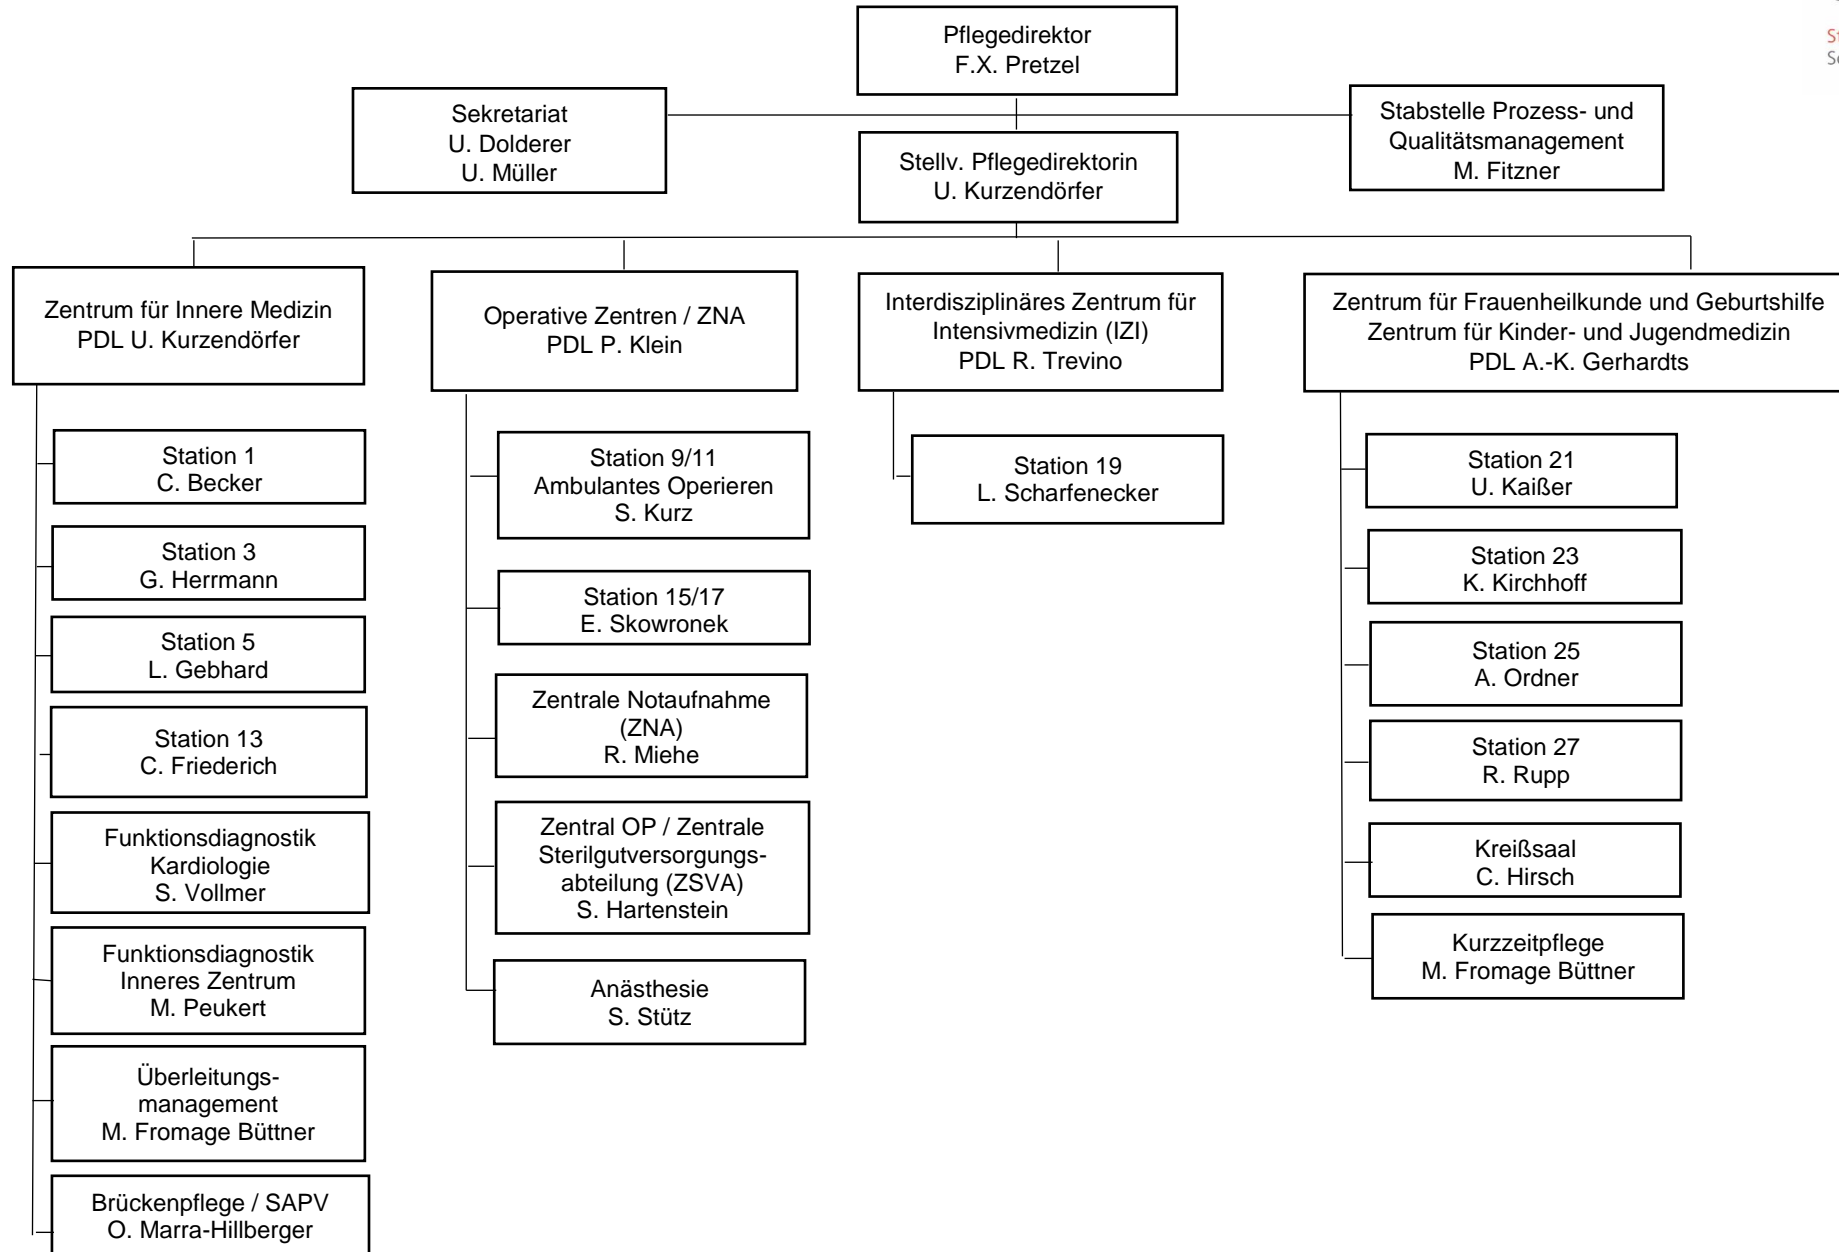 Pflegedirektor
F.X. Pretzel
Sekretariat
U. Dolderer
U. Müller
Stabstelle Prozess- und
Qualitätsmanagement
M. Fitzner
Stellv. Pflegedirektorin
U. Kurzendörfer
Zentrum für Innere Medizin
PDL U. Kurzendörfer
Operative Zentren / ZNA
PDL P. Klein
Interdisziplinäres Zentrum für
Intensivmedizin (IZI)
PDL R. Trevino
Zentrum für Frauenheilkunde und Geburtshilfe
Zentrum für Kinder- und Jugendmedizin
PDL A.-K. Gerhardts
Station 1
C. Becker
Station 3
G. Herrmann
Station 5
L. Gebhard
Station 13
C. Friederich
Funktionsdiagnostik
Kardiologie
S. Vollmer
Funktionsdiagnostik
Inneres Zentrum
M. Peukert
Überleitungs-
management
M. Fromage Büttner
Brückenpflege / SAPV
O. Marra-Hillberger
Station 9/11
Ambulantes Operieren
S. Kurz
Station 15/17
E. Skowronek
Zentrale Notaufnahme
(ZNA)
R. Miehe
Zentral OP / Zentrale
Sterilgutversorgungs-
abteilung (ZSVA)
S. Hartenstein
Anästhesie
S. Stütz
Station 19
L. Scharfenecker
Station 21
U. Kaißer
Station 23
K. Kirchhoff
Station 25
A. Ordner
Station 27
R. Rupp
Kreißsaal
C. Hirsch
Kurzzeitpflege
M. Fromage Büttner